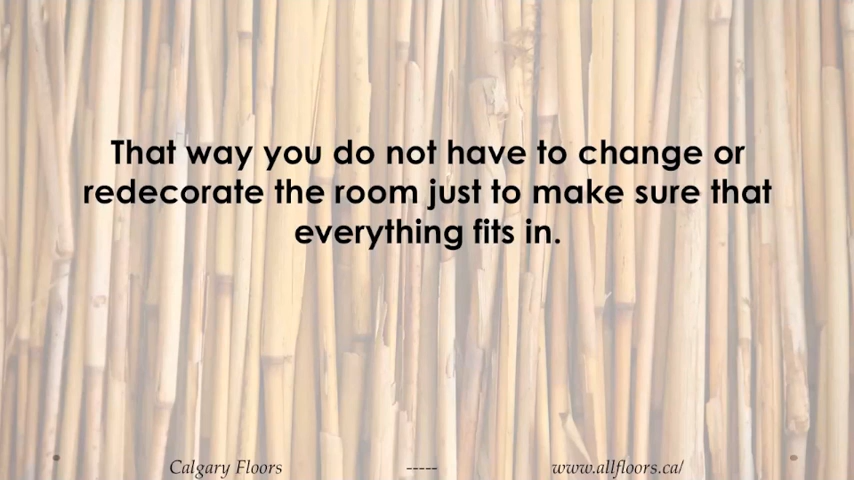 That way you do not have to change or
redecorate the room just to make sure that
everything fits in.
Calgary Floors ----- www.allfloors.ca/